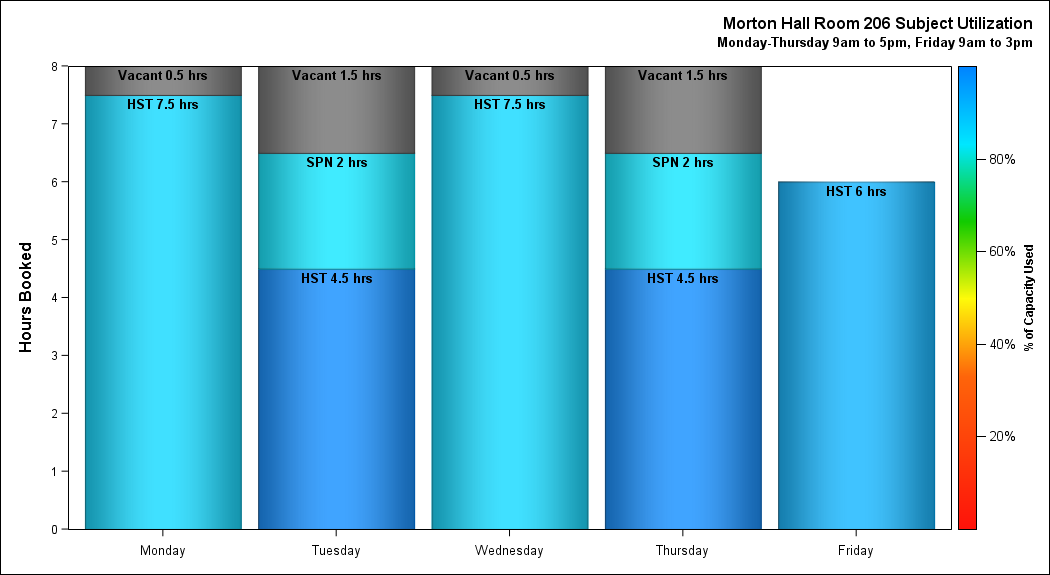 Morton Hall Room 206 Subject Utilization
Monday-Thursday 9am to 5pm, Friday 9am to 3pm
Hours Booked
8
7
6
5
4
3
2
1
0
Vacant 0.5 hrs
HST 7.5 hrs
Vacant 1.5 hrs
SPN 2 hrs
HST 4.5 hrs
Vacant 0.5 hrs
HST 7.5 hrs
Vacant 1.5 hrs
SPN 2 hrs
HST 4.5 hrs
HST 6 hrs
Monday
Tuesday
Wednesday
Thursday
Friday
80%
60%
40%
20%
% of Capacity Used